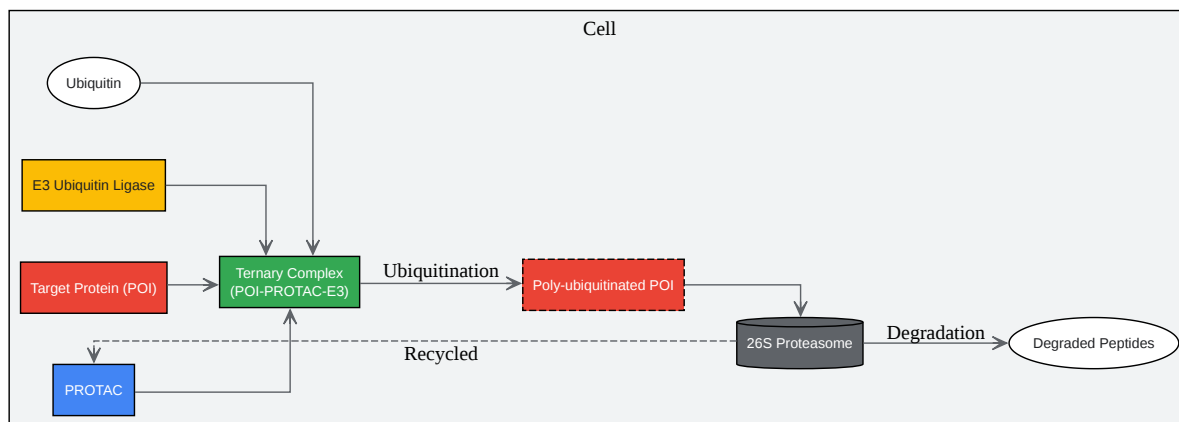 Cell
Ubiquitin
E3 Ubiquitin Ligase
Target Protein (POI)
Ternary Complex
(POI-PROTAC-E3)
Ubiquitination
Poly-ubiquitinated POI
26S Proteasome
Degradation
Degraded Peptides
Recycled
PROTAC